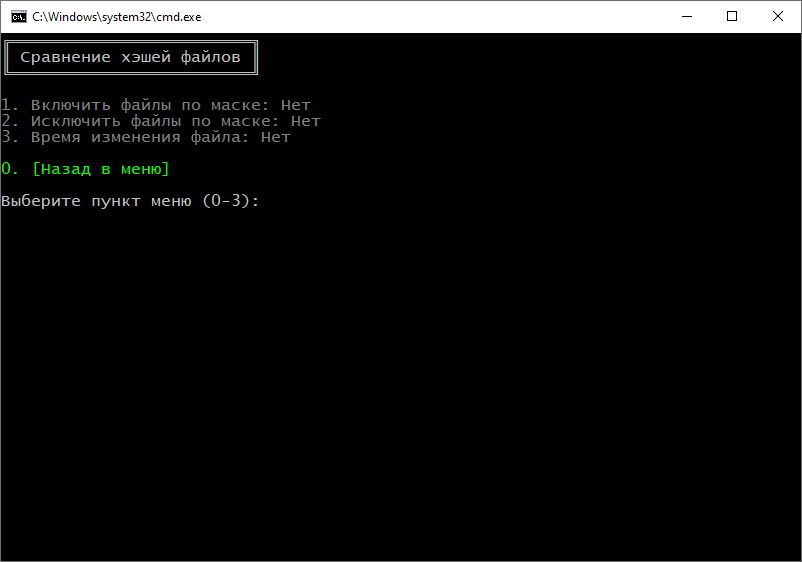 C:\Windows\system32\cmd.exe
Сравнение хэшей файлов
1. Включить файлы по маске: Нет
2. Исключить файлы по маске: Нет
3. Время изменения файла: Нет
0. [Назад в меню]
Выберите пункт меню (0-3):